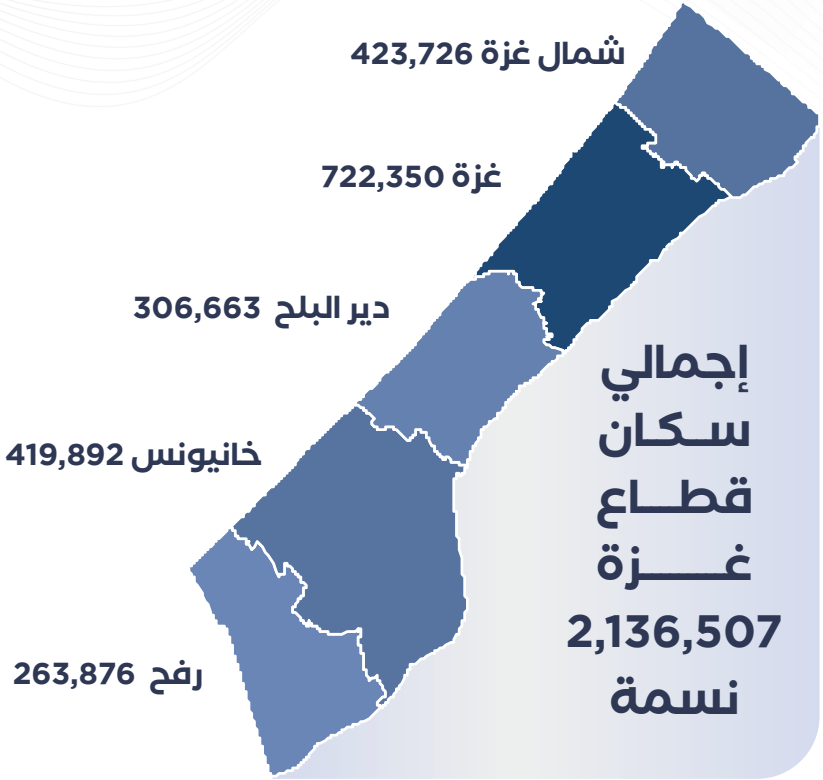 شمال غزة 423,726
غزة 722,350
دير البلح 306,663
خانيونس 419,892
رفح 263,876
إجمالي
سكان
قطاع
غزة
2,136,507
نسمة